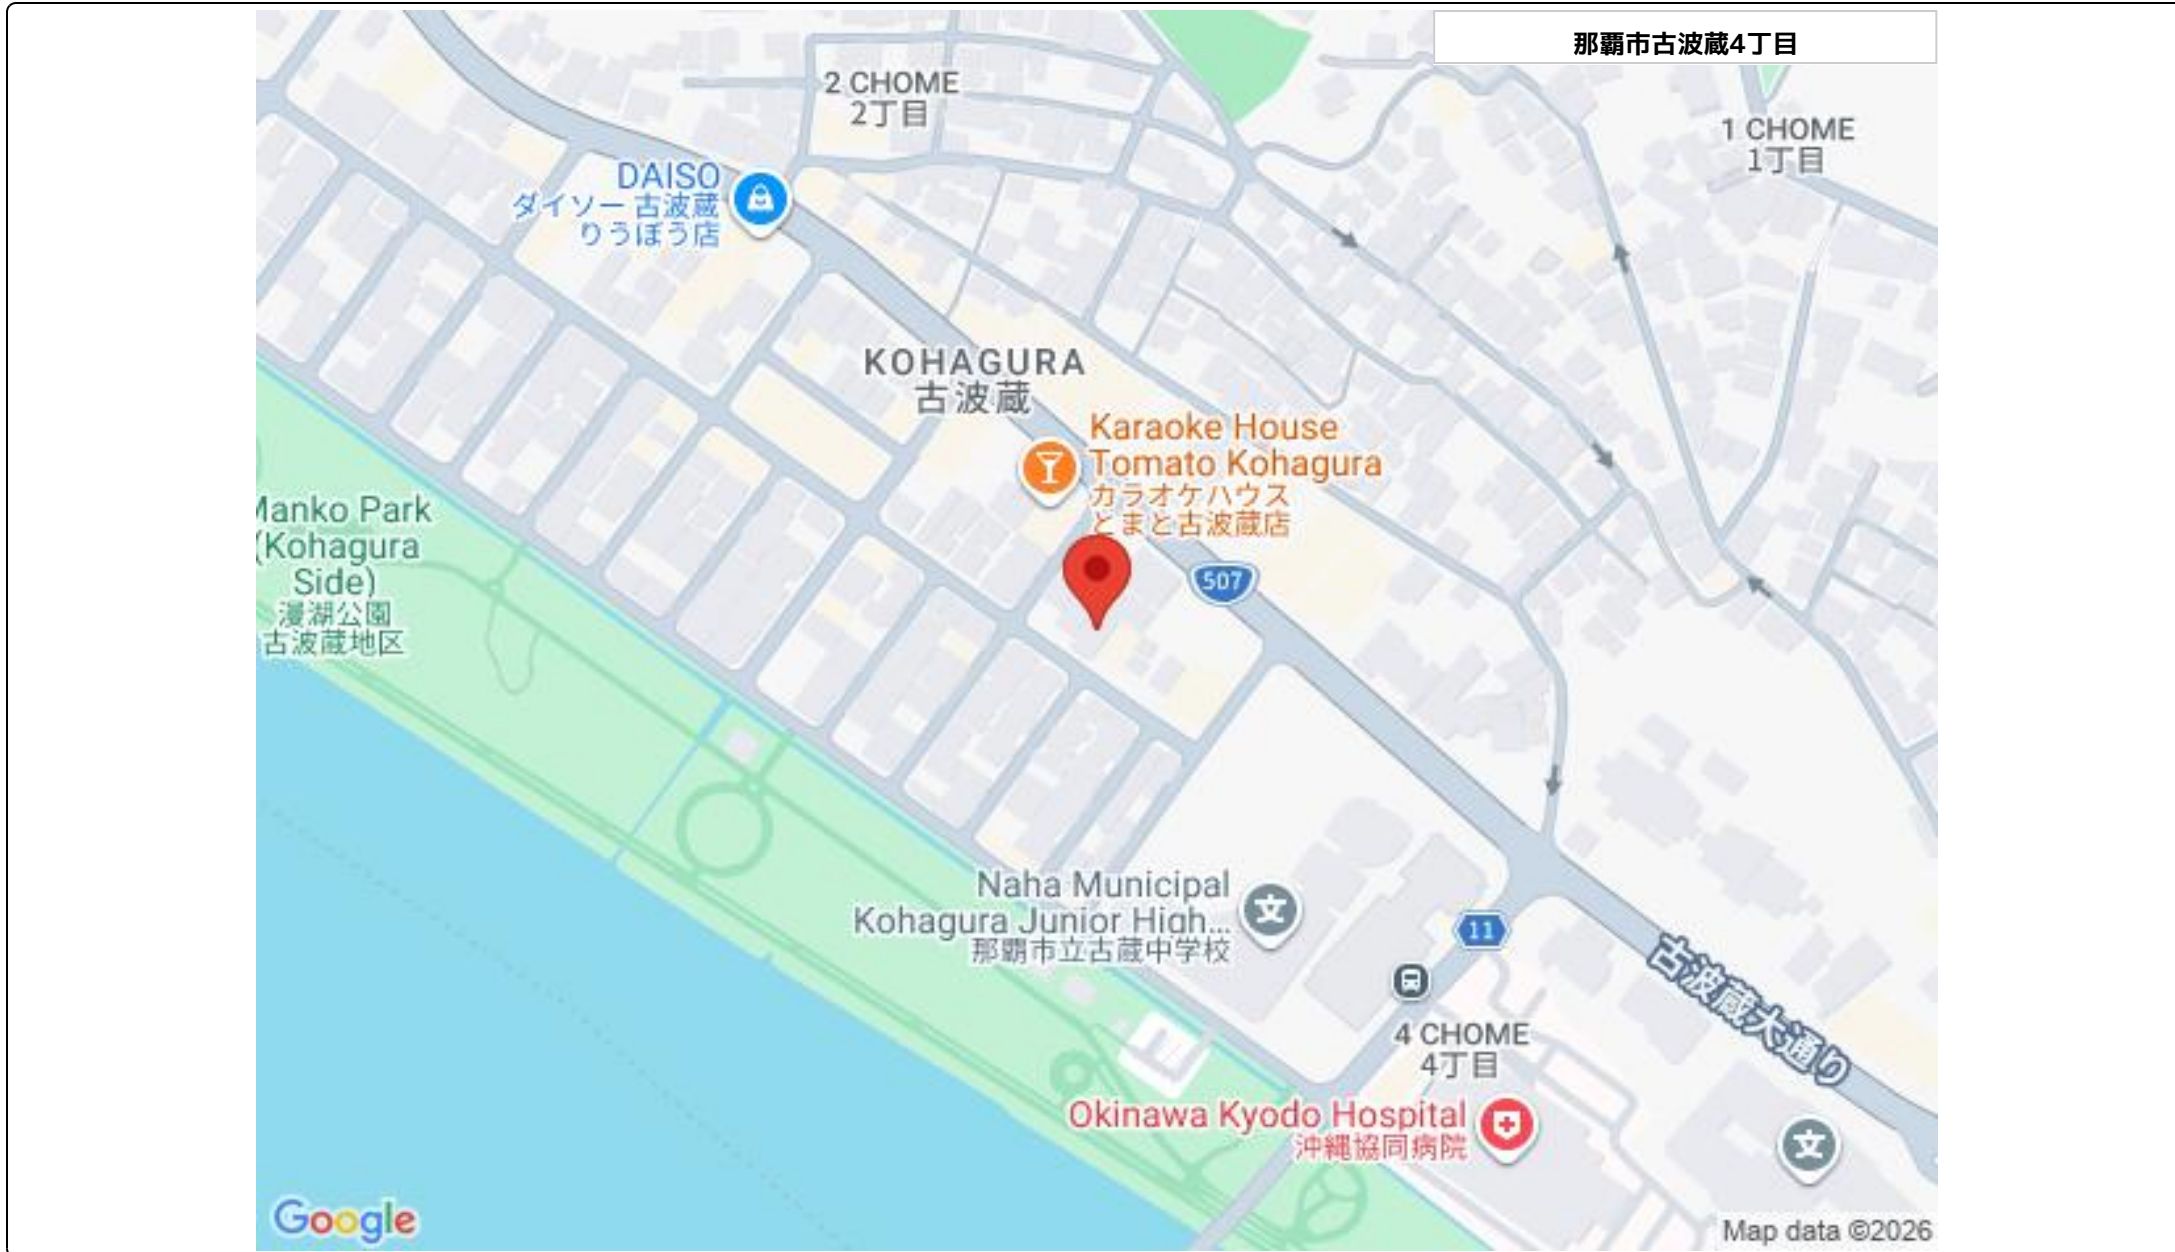 那覇市古波蔵4丁目
2 CHOME
2丁目
1 CHOME
1丁目
DAISO
ダイソー 古波蔵
りうぼう店
KOHAGURA
古波蔵
Karaoke House
Tomato Kohagura
カラオケハウス
とまと古波蔵店
Manko Park
(Kohagura
Side)
漫湖公園
古波蔵地区
507
Naha Municipal
Kohagura Junior High...
那覇市立古蔵中学校
文
11
古波蔵大通り
4 CHOME
4丁目
Okinawa Kyodo Hospital
沖縄協同病院
文
Google
Map data ©2026